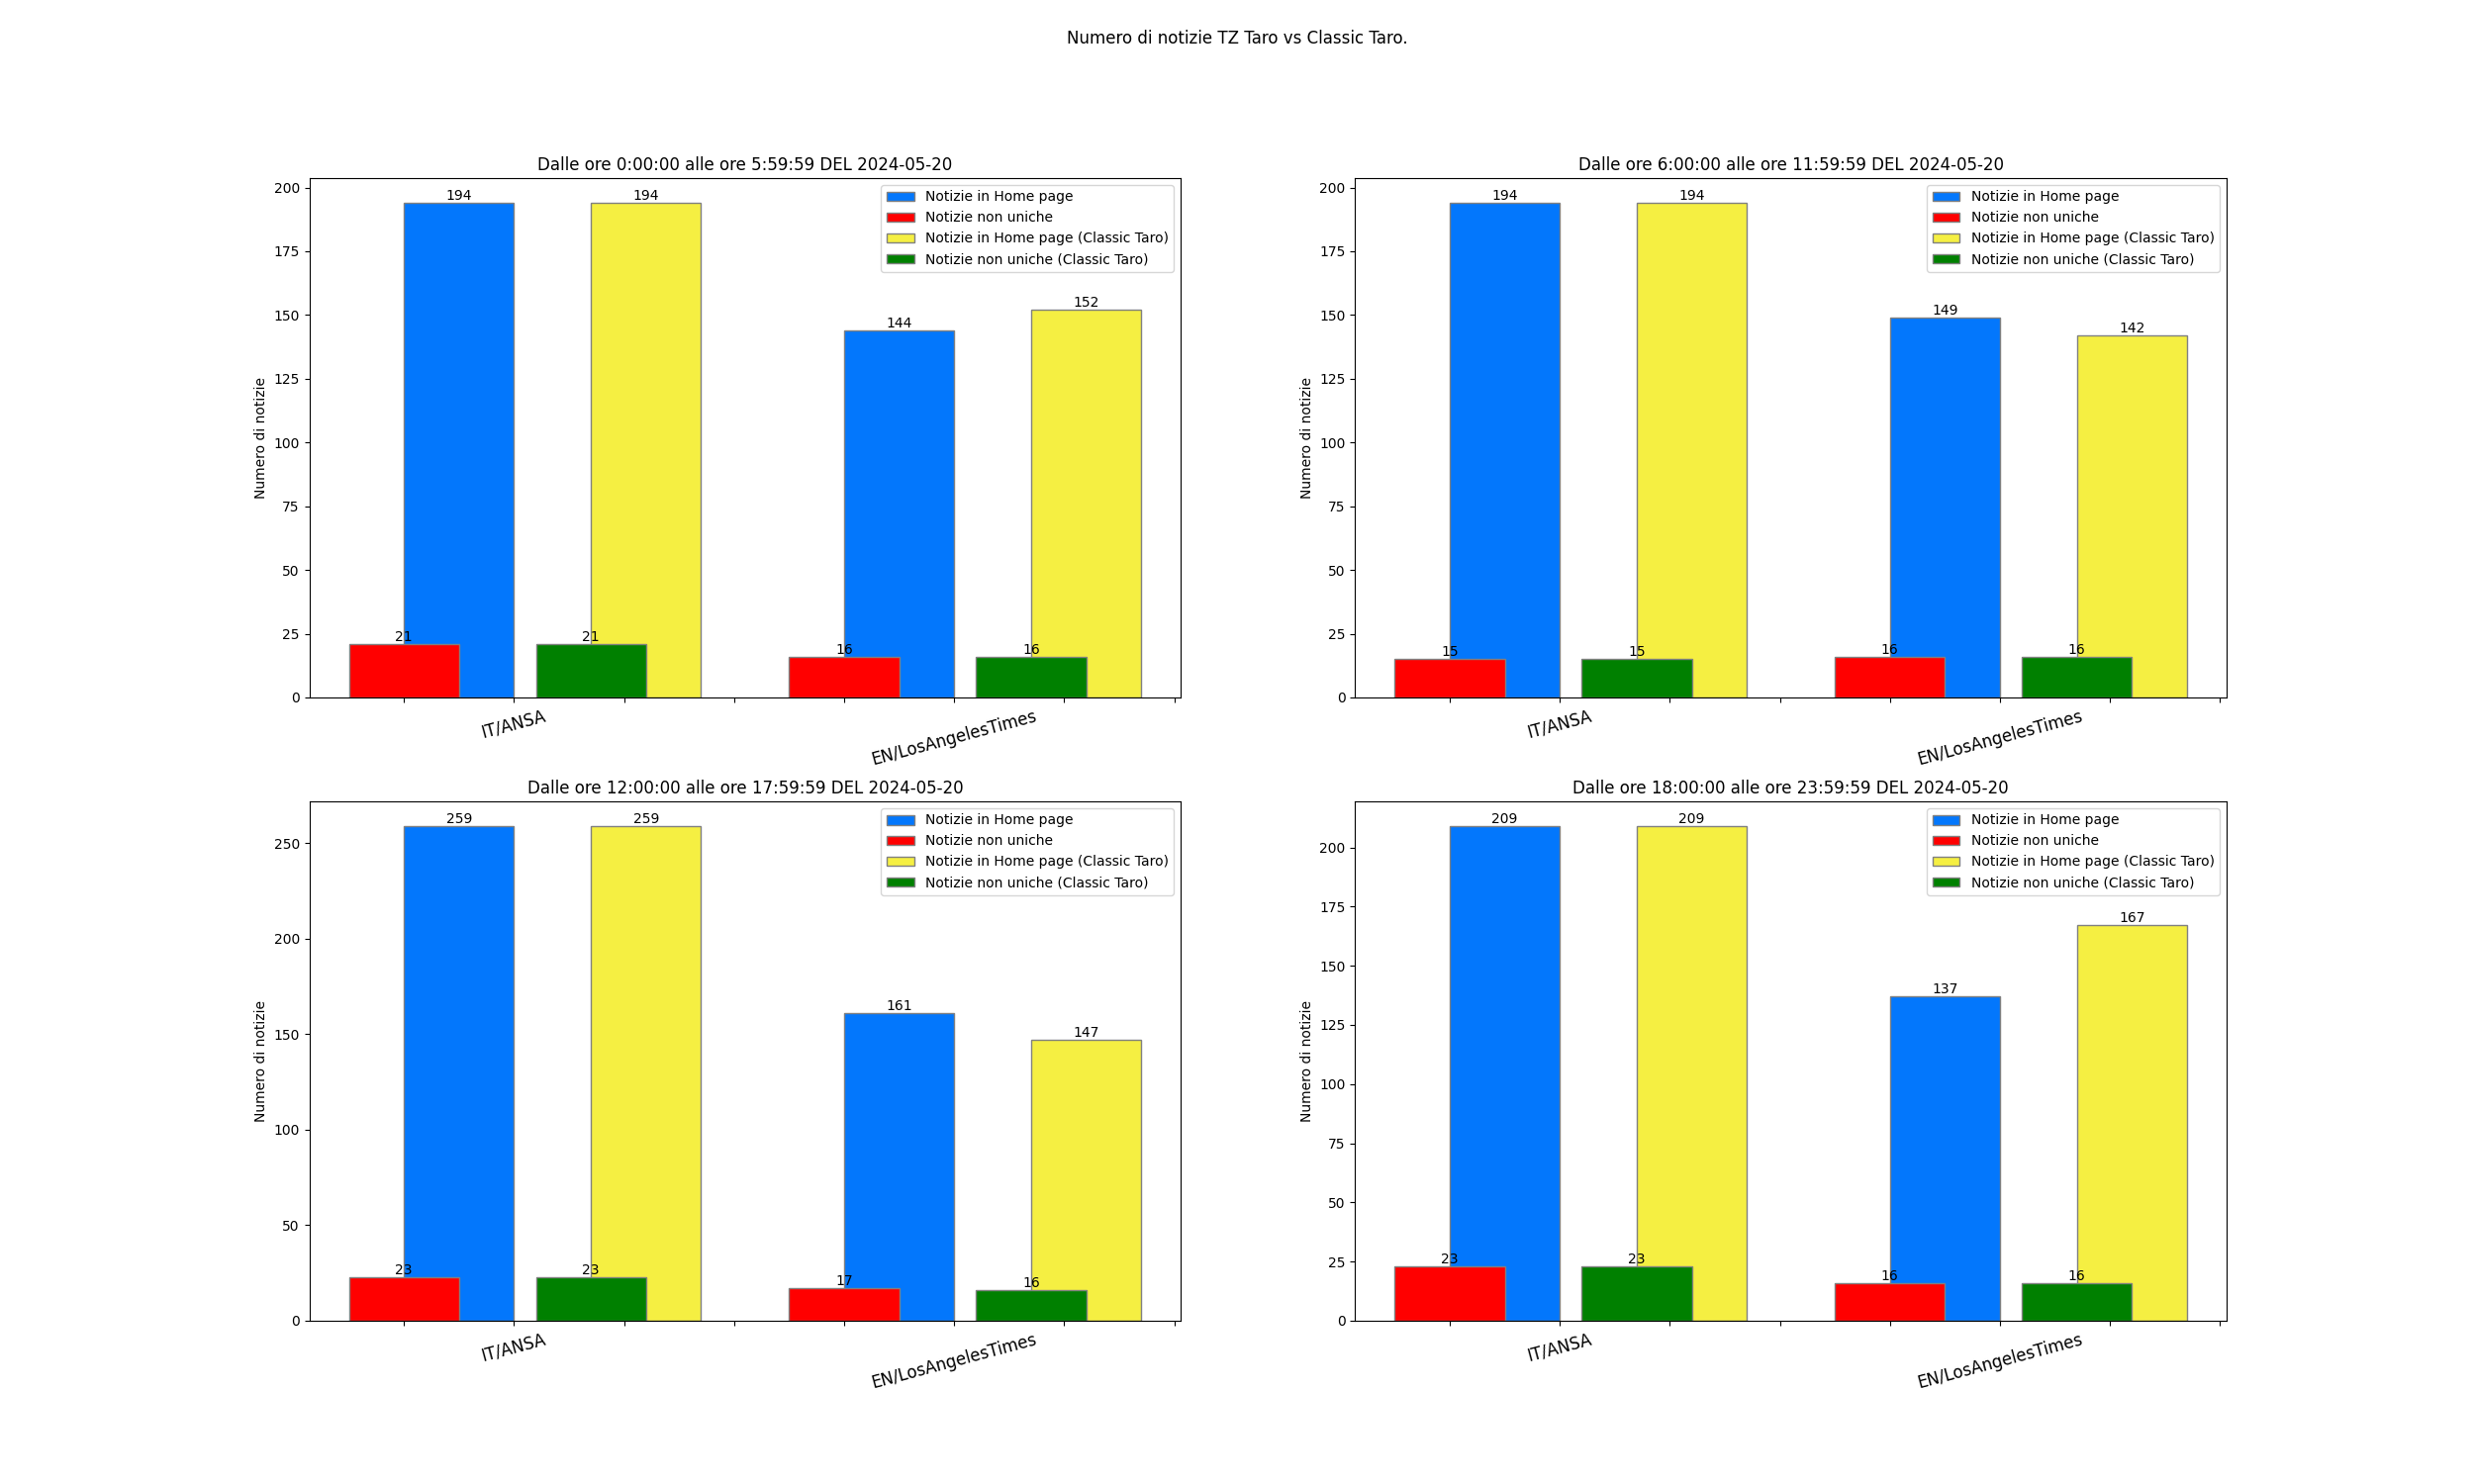 Numero di notizie TZ Taro vs Classic Taro.
Dalle ore 0:00:00 alle ore 5:59:59 DEL 2024-05-20
Numero di notizie
200
175
150
125
100
75
50
25
0
194
194
144
152
21
21
16
16
Notizie in Home page
Notizie non uniche
Notizie in Home page (Classic Taro)
Notizie non uniche (Classic Taro)
IT/ANSA
EN/LosAngelesTimes
Dalle ore 6:00:00 alle ore 11:59:59 DEL 2024-05-20
Numero di notizie
200
175
150
125
100
75
50
25
0
194
194
149
142
15
15
16
16
Notizie in Home page
Notizie non uniche
Notizie in Home page (Classic Taro)
Notizie non uniche (Classic Taro)
IT/ANSA
EN/LosAngelesTimes
Dalle ore 12:00:00 alle ore 17:59:59 DEL 2024-05-20
Numero di notizie
250
200
150
100
50
0
259
259
161
147
23
23
17
16
Notizie in Home page
Notizie non uniche
Notizie in Home page (Classic Taro)
Notizie non uniche (Classic Taro)
IT/ANSA
EN/LosAngelesTimes
Dalle ore 18:00:00 alle ore 23:59:59 DEL 2024-05-20
Numero di notizie
200
175
150
125
100
75
50
25
0
209
209
137
167
23
23
16
16
Notizie in Home page
Notizie non uniche
Notizie in Home page (Classic Taro)
Notizie non uniche (Classic Taro)
IT/ANSA
EN/LosAngelesTimes